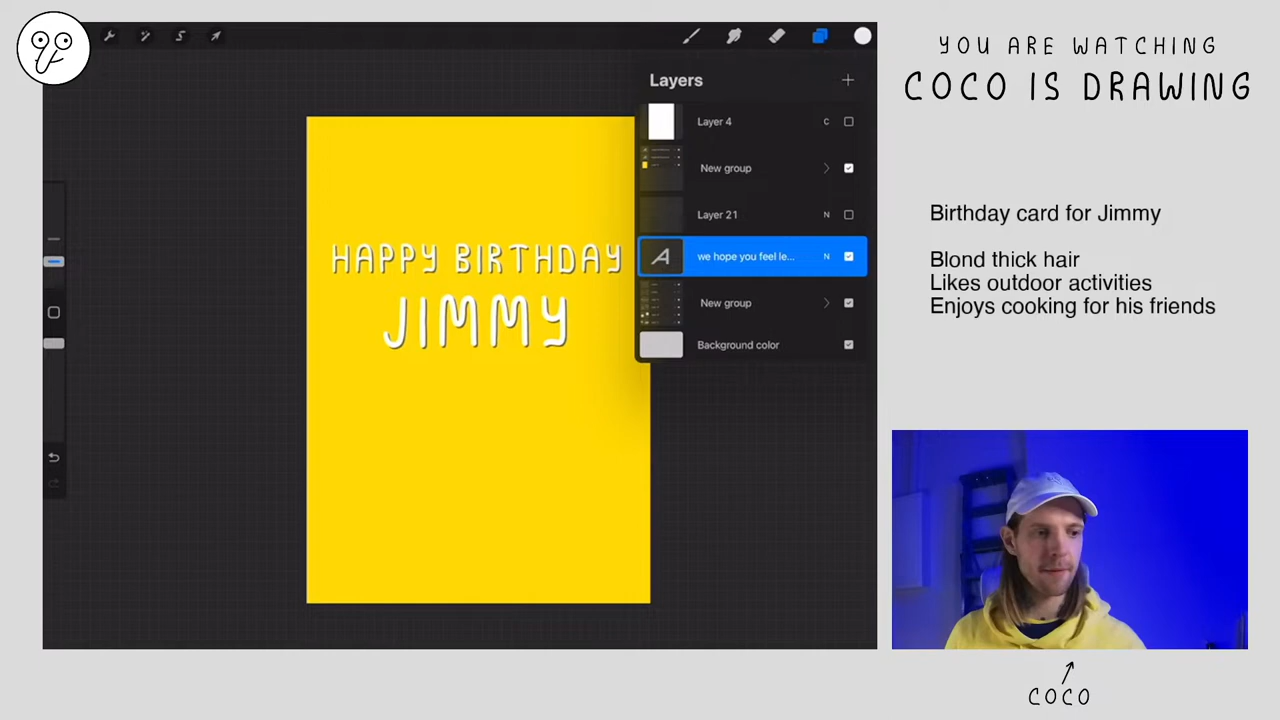 YOU ARE WATCHING
COCO IS DRAWING
Layers
Layer 4
C
New group
Layer 21
N
we hope you feel le...
N
New group
Background color
HAPPY BIRTHDAY
JIMMY
Birthday card for Jimmy
Blond thick hair
Likes outdoor activities
Enjoys cooking for his friends
COCO